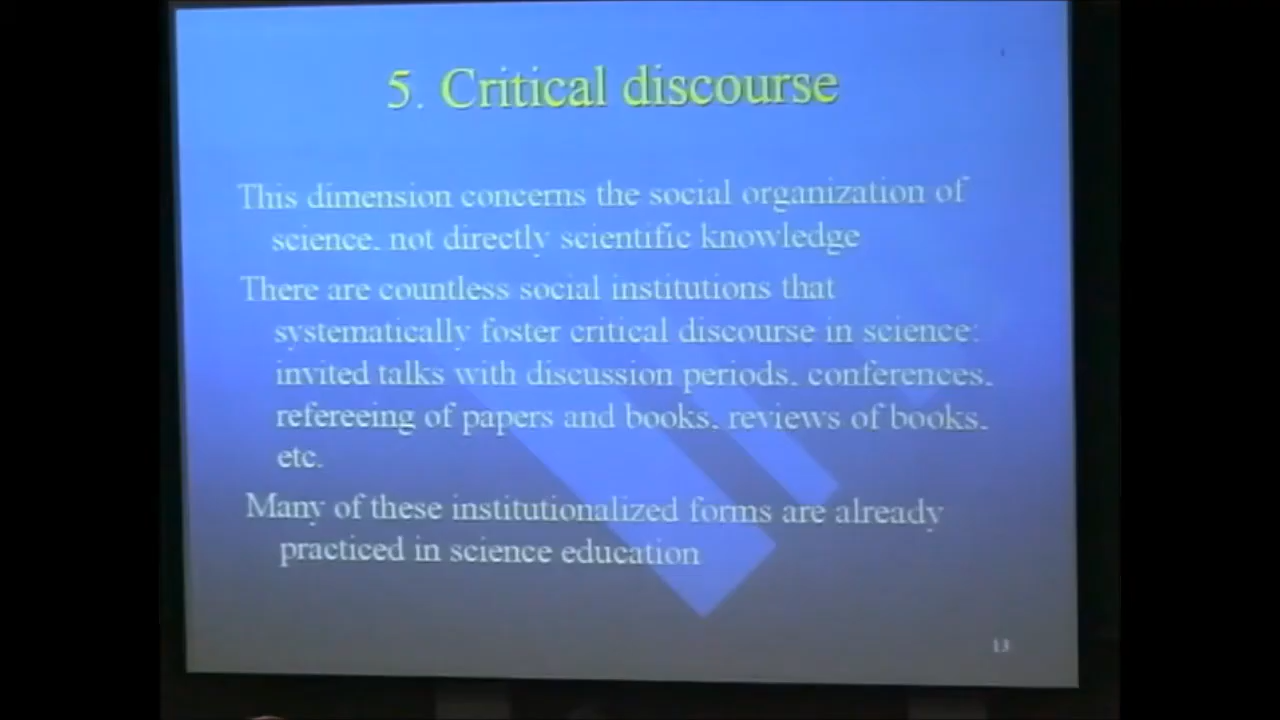 5. Critical discourse
This dimension concerns the social organization of
science, not directly scientific knowledge
There are countless social institutions that
systematically foster critical discourse in science:
invited talks with discussion periods, conferences,
refereeing of papers and books, reviews of books,
etc.
Many of these institutionalized forms are already
practiced in science education
13